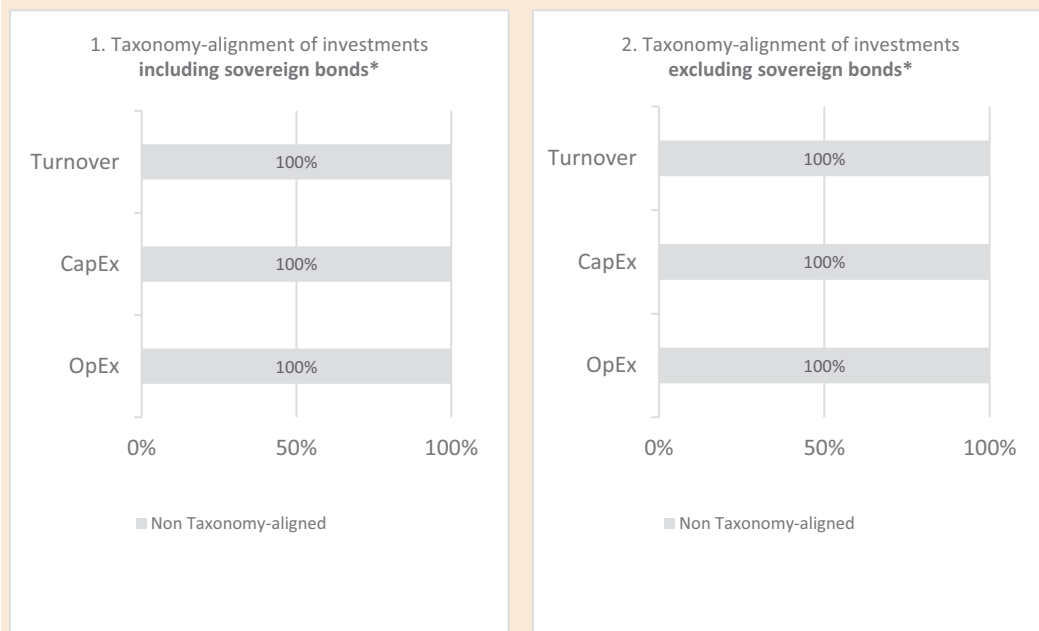 1. Taxonomy-alignment of investments
including sovereign bonds*
Turnover
100%
CapEx
100%
OpEx
100%
0% 50% 100%
Non Taxonomy-aligned
2. Taxonomy-alignment of investments
excluding sovereign bonds*
Turnover
100%
CapEx
100%
OpEx
100%
0% 50% 100%
Non Taxonomy-aligned